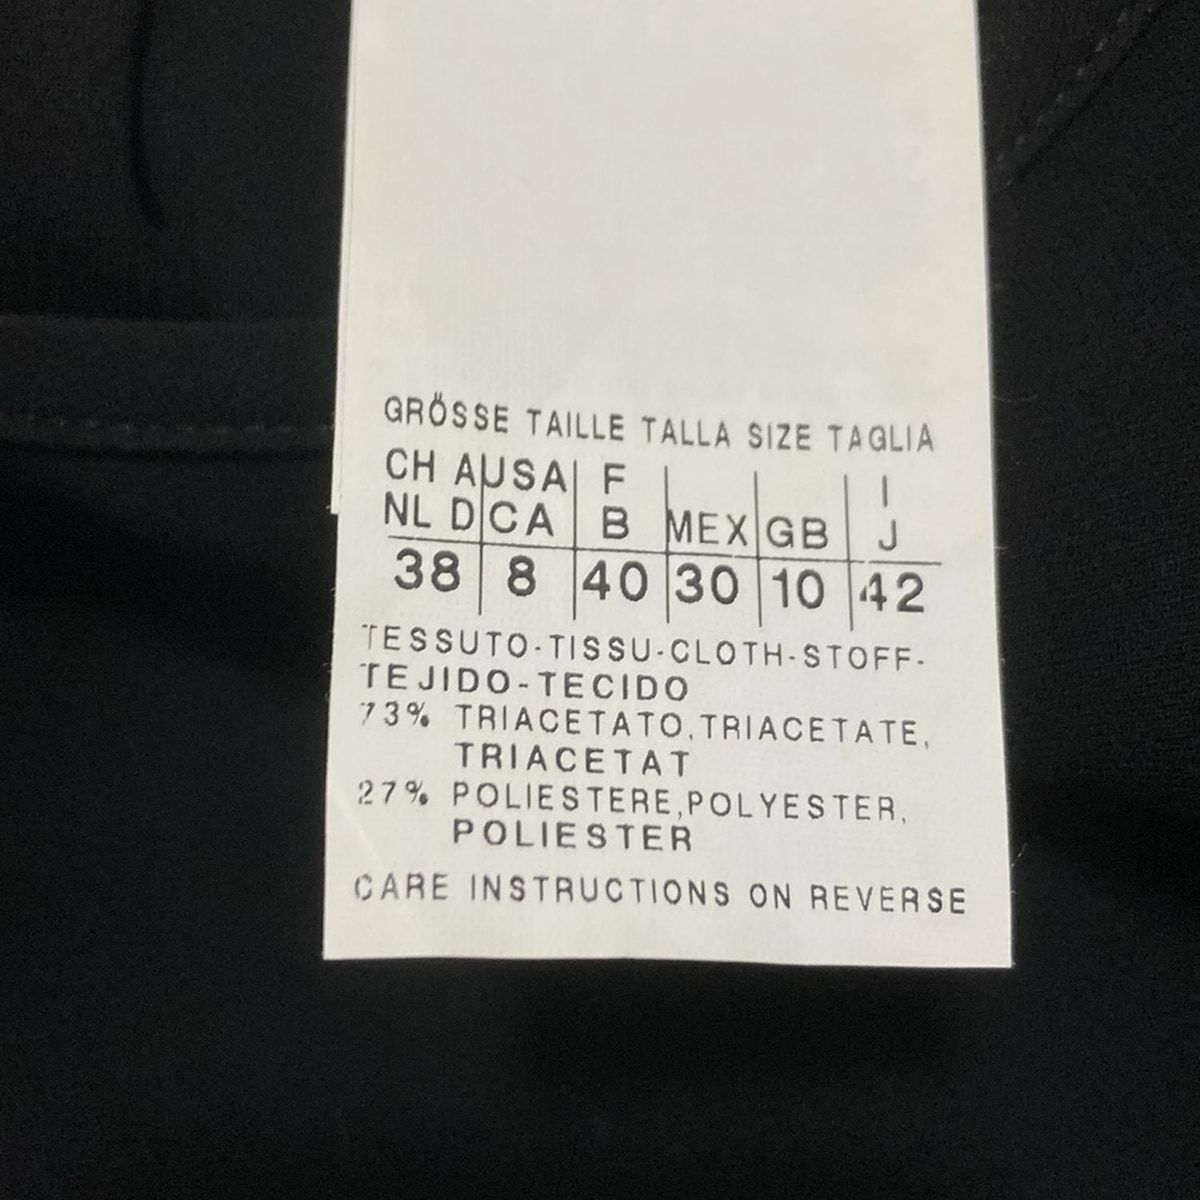 GRÖSSE TAILLE TALLA SIZE TAGLIA
CH A USA F I
NL D CA B MEX GB J
38 8 40 30 10 42
TESSUTO-TISSU-CLOTH-STOFF-
TEJIDO-TECIDO
73% TRIACETATO,TRIACETATE,
TRIACETAT
27% POLIESTERE,POLYESTER,
POLIESTER
CARE INSTRUCTIONS ON REVERSE